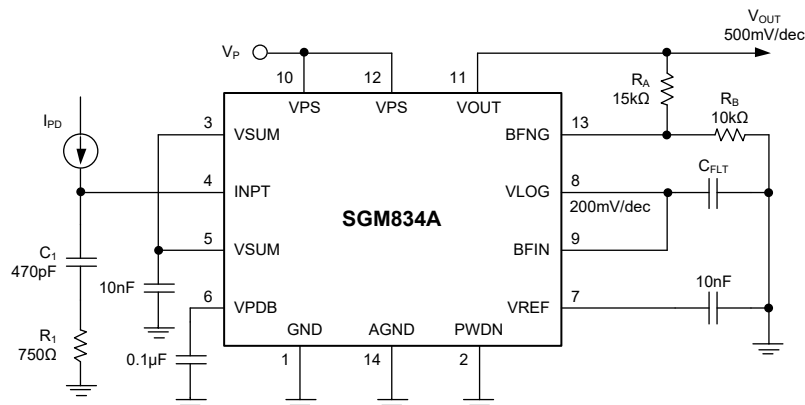 VOUT
500mV/dec
VP
10
12
11
RA
15kΩ
RB
10kΩ
VPS
VPS
VOUT
IPD
3
VSUM
BFNG
13
4
INPT
VLOG
8
200mV/dec
CFLT
SGM834A
5
VSUM
BFIN
9
C1
470pF
10nF
10nF
6
VPDB
VREF
7
R1
750Ω
0.1µF
GND
AGND
PWDN
1
14
2